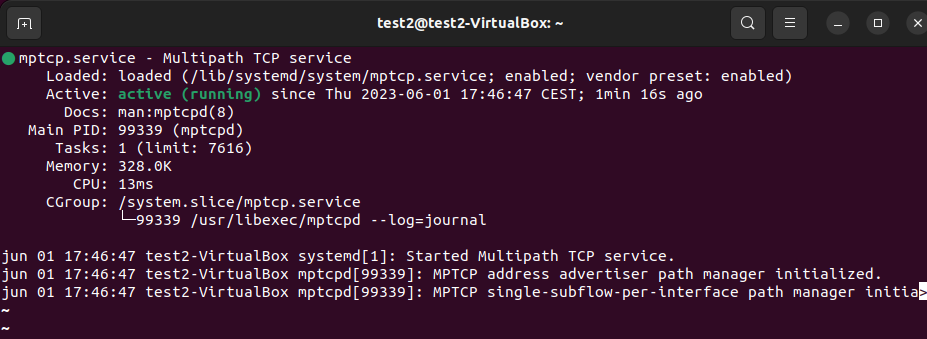 test2@test2-VirtualBox: ~
mptcp.service - Multipath TCP service
Loaded: loaded (/lib/systemd/system/mptcp.service; enabled; vendor preset: enabled)
Active: active (running) since Thu 2023-06-01 17:46:47 CEST; 1min 16s ago
Docs: man:mptcpd(8)
Main PID: 99339 (mptcpd)
Tasks: 1 (limit: 7616)
Memory: 328.0K
CPU: 13ms
CGroup: /system.slice/mptcp.service
└─99339 /usr/libexec/mptcpd --log=journal
jun 01 17:46:47 test2-VirtualBox systemd[1]: Started Multipath TCP service.
jun 01 17:46:47 test2-VirtualBox mptcpd[99339]: MPTCP address advertiser path manager initialized.
jun 01 17:46:47 test2-VirtualBox mptcpd[99339]: MPTCP single-subflow-per-interface path manager initia>
~
~